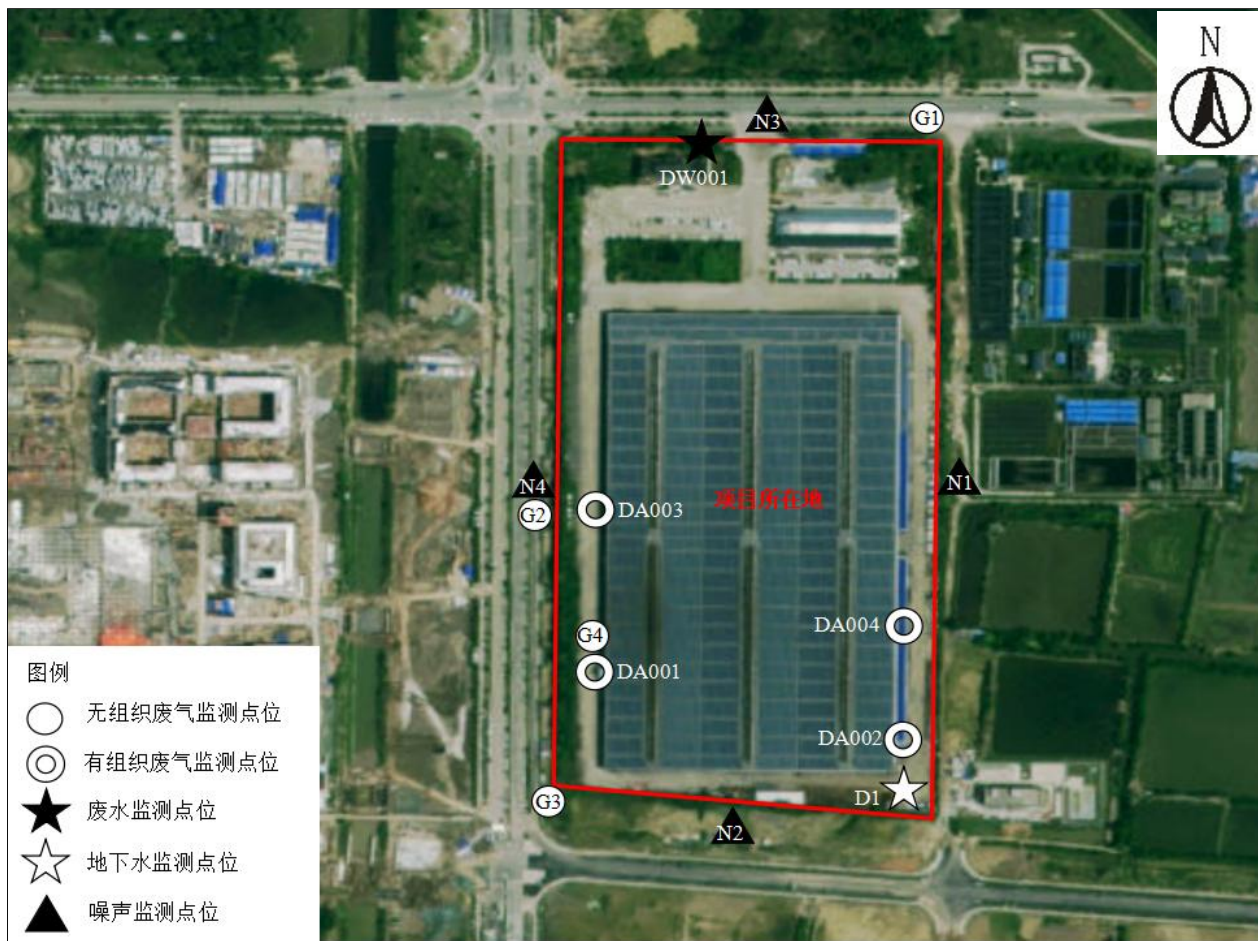 N
N3
G1
DW001
N4
G2
DA003
项目所在地
N1
G4
DA001
DA004
DA002
D1
G3
N2
图例
无组织废气监测点位
有组织废气监测点位
废水监测点位
地下水监测点位
噪声监测点位